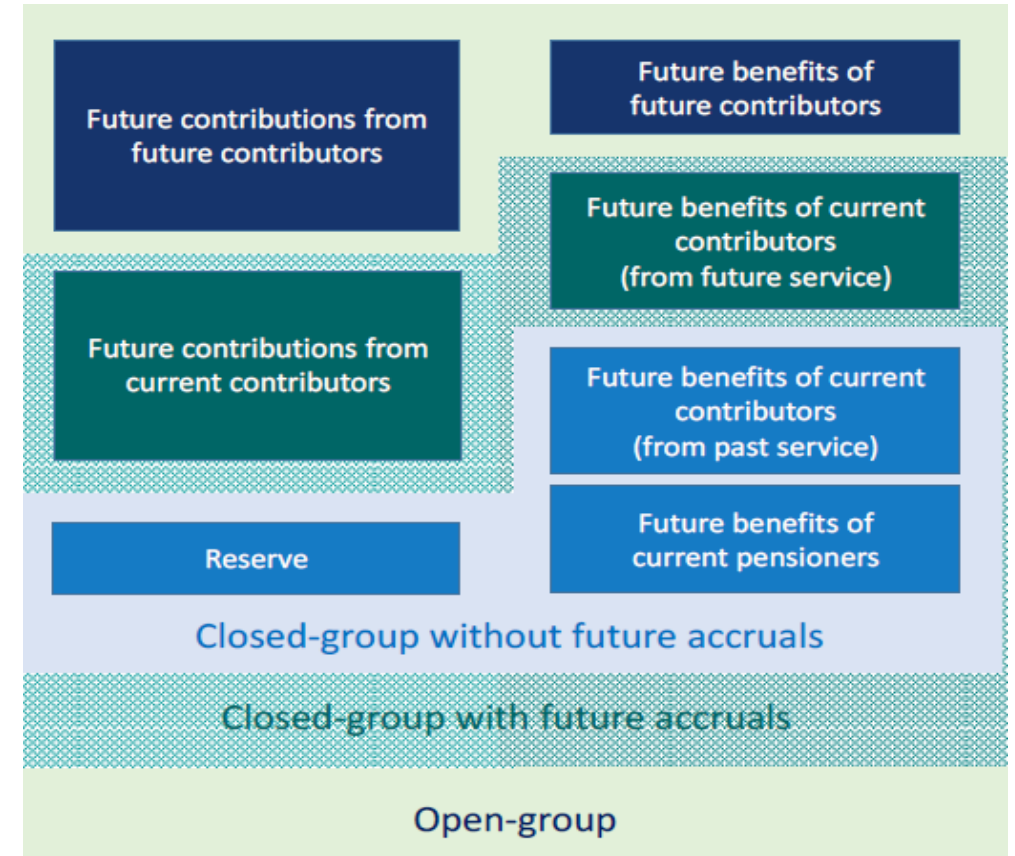 Future contributions from
future contributors
Future benefits of
future contributors
Future benefits of current
contributors
(from future service)
Future contributions from
current contributors
Future benefits of current
contributors
(from past service)
Reserve
Future benefits of
current pensioners
Closed-group without future accruals
Closed-group with future accruals
Open-group